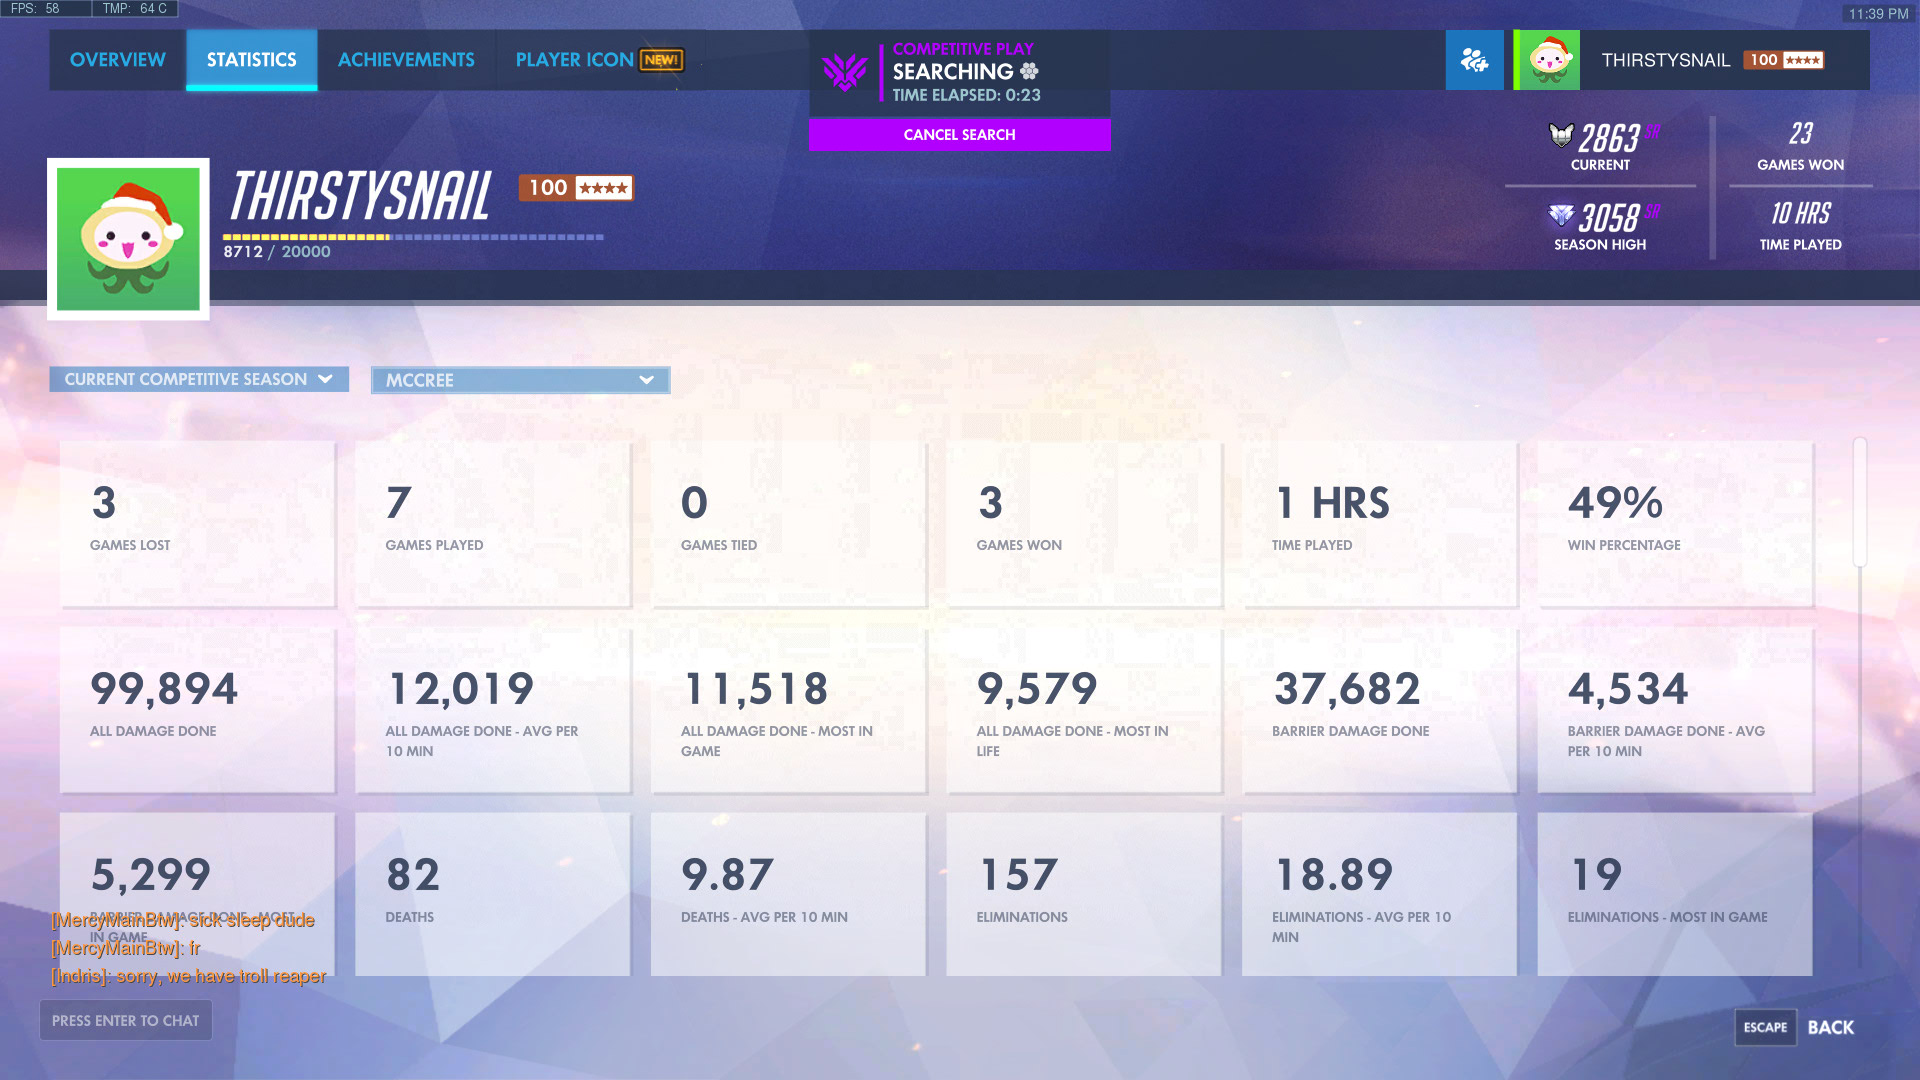 FPS: 58 TMP: 64 C
11:39 PM
OVERVIEW STATISTICS ACHIEVEMENTS PLAYER ICON NEW!
COMPETITIVE PLAY
SEARCHING
TIME ELAPSED: 0:23
CANCEL SEARCH
THIRSTYSNAIL 100
2863 SR
CURRENT
23
GAMES WON
3058 SR
SEASON HIGH
10 HRS
TIME PLAYED
THIRSTYSNAIL 100
8712 / 20000
CURRENT COMPETITIVE SEASON MCCREE
3 7 0 3 1 HRS 49%
GAMES LOST GAMES PLAYED GAMES TIED GAMES WON TIME PLAYED WIN PERCENTAGE
99,894 12,019 11,518 9,579 37,682 4,534
ALL DAMAGE DONE ALL DAMAGE DONE - AVG PER ALL DAMAGE DONE - MOST IN ALL DAMAGE DONE - MOST IN BARRIER DAMAGE DONE BARRIER DAMAGE DONE - AVG
10 MIN GAME LIFE PER 10 MIN
5,299 82 9.87 157 18.89 19
BARRIER DAMAGE DONE - MOST DEATHS DEATHS - AVG PER 10 MIN ELIMINATIONS ELIMINATIONS - AVG PER 10 ELIMINATIONS - MOST IN GAME
IN GAME MIN
[MercyMainBtw]: sick sleep dude
[MercyMainBtw]: fr
[Indris]: sorry, we have troll reaper
PRESS ENTER TO CHAT
ESCAPE BACK